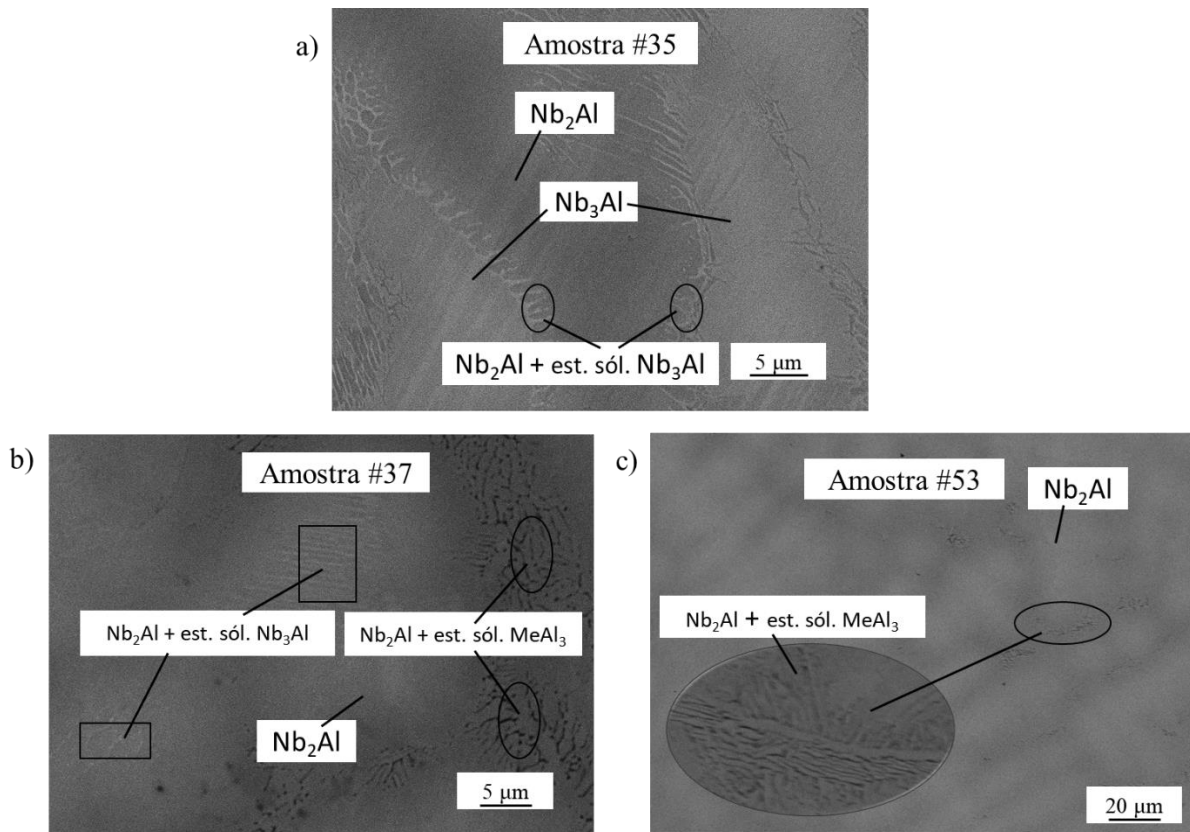 a)
Amostra #35
Nb₂Al
Nb₃Al
Nb₂Al + est. sól. Nb₃Al
5 μm
b)
Amostra #37
Nb₂Al + est. sól. Nb₃Al
Nb₂Al + est. sól. MeAl₃
Nb₂Al
5 μm
c)
Amostra #53
Nb₂Al
Nb₂Al + est. sól. MeAl₃
20 μm